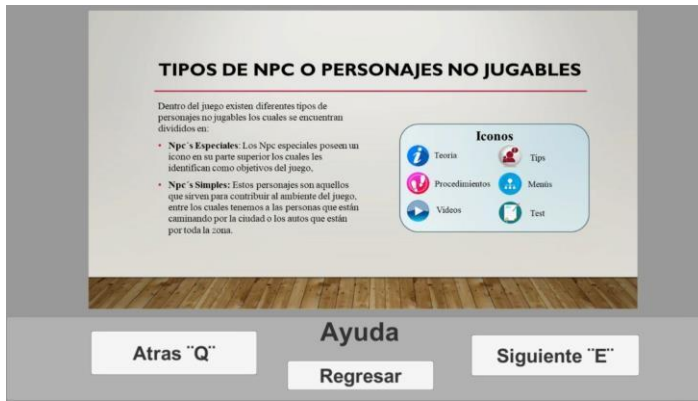 TIPOS DE NPC O PERSONAJES NO JUGABLES
Dentro del juego existen diferentes tipos de
personajes no jugables los cuales se encuentran
divididos en:
• Npc´s Especiales: Los Npc especiales poseen un
icono en su parte superior los cuales les
identifican como objetivos del juego,
• Npc´s Simples: Estos personajes son aquellos
que sirven para contribuir al ambiente del juego,
entre los cuales tenemos a las personas que están
caminando por la ciudad o los autos que están
por toda la zona.
Iconos
Teoria
Tips
Procedimientos
Menús
Videos
Test
Ayuda
Atras ¨Q¨
Siguiente ¨E¨
Regresar